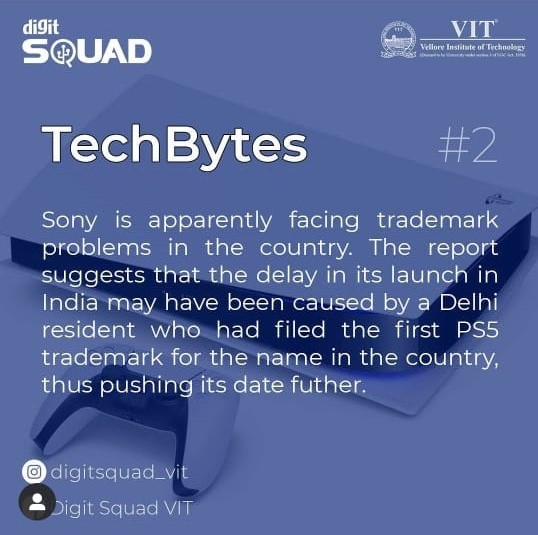 digit
SQUAD
VIT®
Vellore Institute of Technology
(Deemed to be University under section 3 of UGC Act, 1956)
TechBytes
#2
Sony is apparently facing trademark
problems in the country. The report
suggests that the delay in its launch in
India may have been caused by a Delhi
resident who had filed the first PS5
trademark for the name in the country,
thus pushing its date futher.
digitsquad_vit
Digit Squad VIT